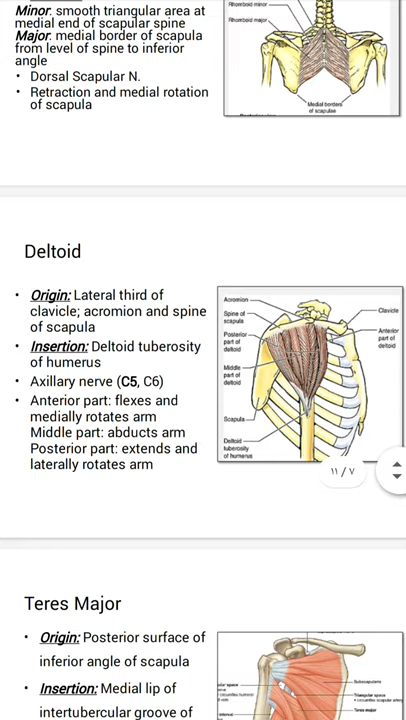 Minor: smooth triangular area at
medial end of scapular spine
Major: medial border of scapula
from level of spine to inferior
angle
• Dorsal Scapular N.
• Retraction and medial rotation
of scapula
Rhomboid minor
Rhomboid major
Medial borders
of scapulae
Deltoid
• Origin: Lateral third of
clavicle; acromion and spine
of scapula
• Insertion: Deltoid tuberosity
of humerus
• Axillary nerve (C5, C6)
• Anterior part: flexes and
medially rotates arm
Middle part: abducts arm
Posterior part: extends and
laterally rotates arm
Acromion
Spine of
scapula
Posterior
part of
deltoid
Middle
part of
deltoid
Scapula
Deltoid
tuberosity
of humerus
Clavicle
Anterior
part of
deltoid
١١ / ٧
Teres Major
• Origin: Posterior surface of
inferior angle of scapula
• Insertion: Medial lip of
intertubercular groove of
Subscapularis
Triangular space
Teres major